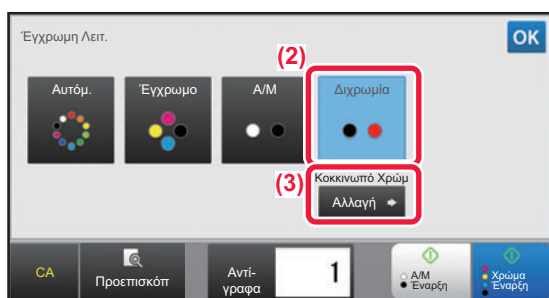 Έγχρωμη Λειτ.
OK
(2)
Αυτόμ.
Έγχρωμο
Α/Μ
Διχρωμία
(3)
Κοκκινωπό Χρώμ
Αλλαγή
CA
Προεπισκόπ
Αντί-
γραφα
1
Α/Μ
Έναρξη
Χρώμα
Έναρξη